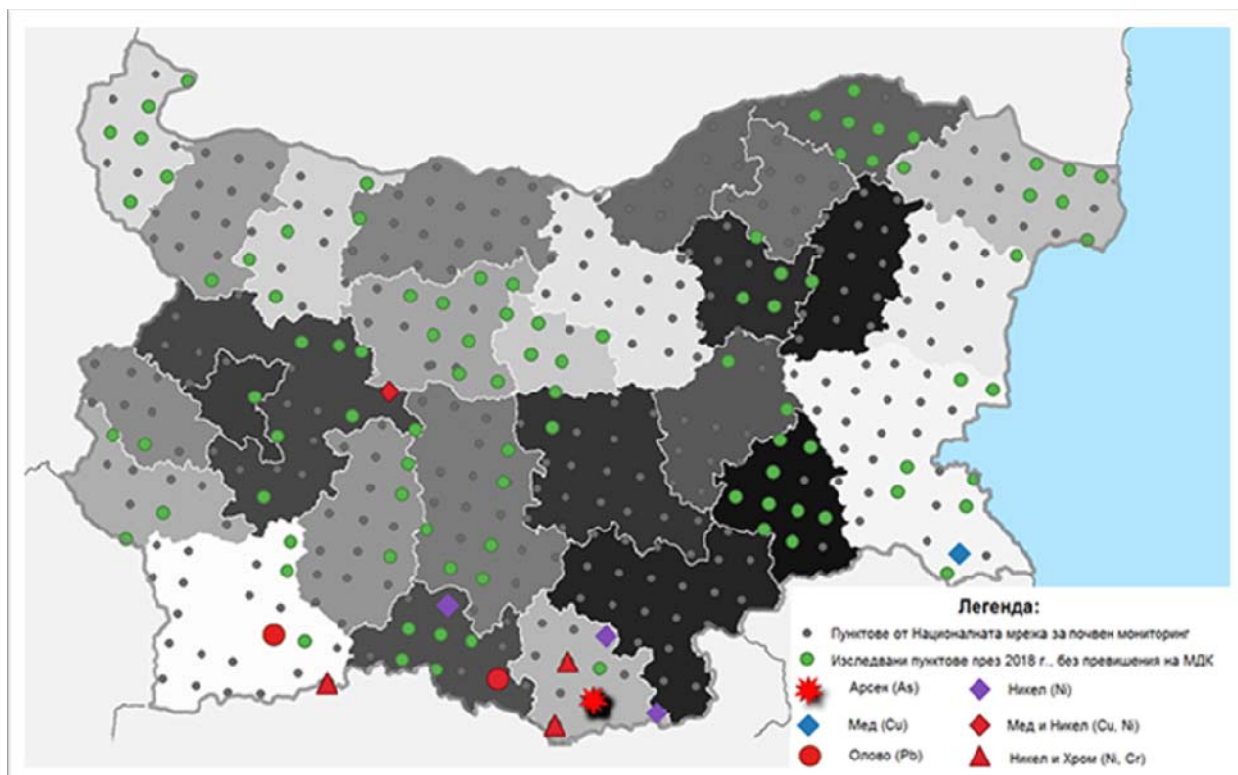 Легенда:
Пунктове от Националната мрежа за почвен мониторинг
Изследвани пунктове през 2018 г., без превишения на МДК
Арсек (As)
Никел (Ni)
Мед (Cu)
Мед и Никел (Cu, Ni)
Олово (Pb)
Никел и Хром (Ni, Cr)